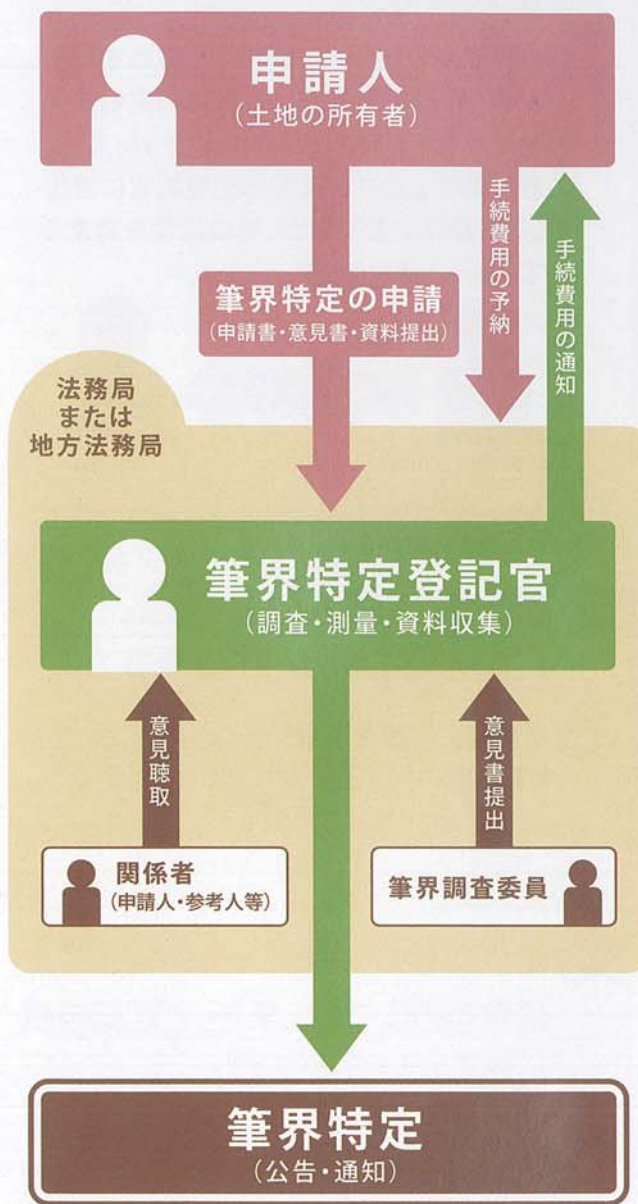 申請人
(土地の所有者)
手続費用の予納
手続費用の通知
筆界特定の申請
(申請書・意見書・資料提出)
法務局
または
地方法務局
筆界特定登記官
(調査・測量・資料収集)
意見聴取
意見書提出
関係者
(申請人・参考人等)
筆界調査委員
筆界特定
(公告・通知)